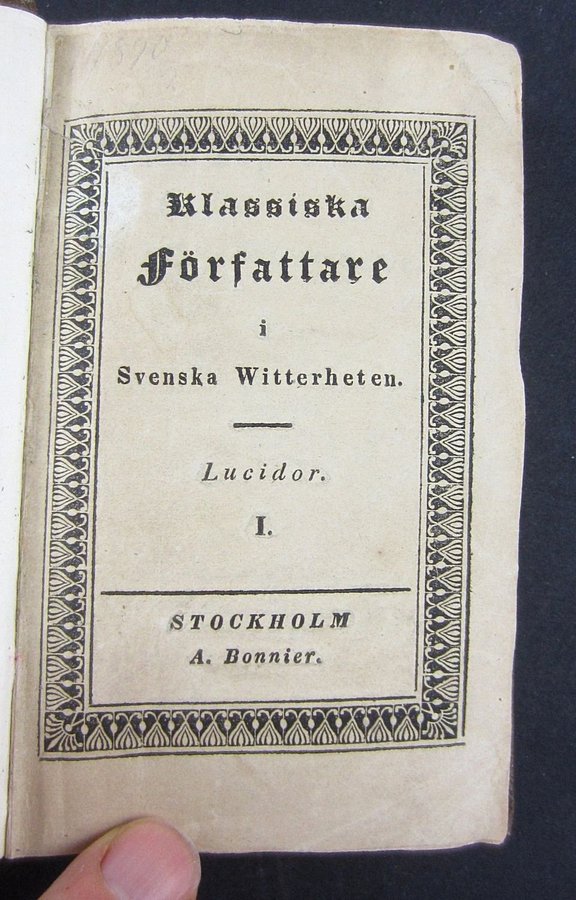 Klassiska
Författare
i
Svenska Witterheten.
Lucidor.
I.
STOCKHOLM
A. Bonnier.